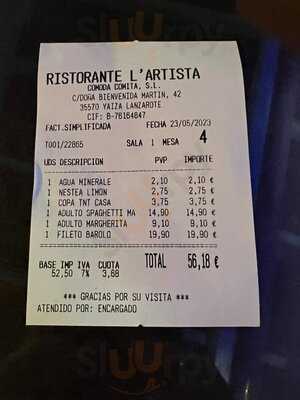 RISTORANTE L'ARTISTA
COMODA COMITA, S.L.
C/DOÑA BIENVENIDA MARTIN, 42
35570 YAIZA LANZAROTE
CIF: B-76164847
FACT.SIMPLIFICADA FECHA 23/05/2023
T001/22865 SALA 1 MESA 4
UDS DESCRIPCION PVP IMPORTE
1 AGUA MINERALE 2,10 2,10 €
1 NESTEA LIMON 2,75 2,75 €
1 COPA TNT CASA 3,75 3,75 €
1 ADULTO SPAGHETTI MA 14,90 14,90 €
1 ADULTO MARGHERITA 9,10 9,10 €
1 FILETO BAROLO 19,90 19,90 €
BASE IMP IVA CUOTA TOTAL 56,18 €
52,50 7% 3,68
*** GRACIAS POR SU VISITA ***
ATENDIDO POR: ENCARGADO
sluurpy